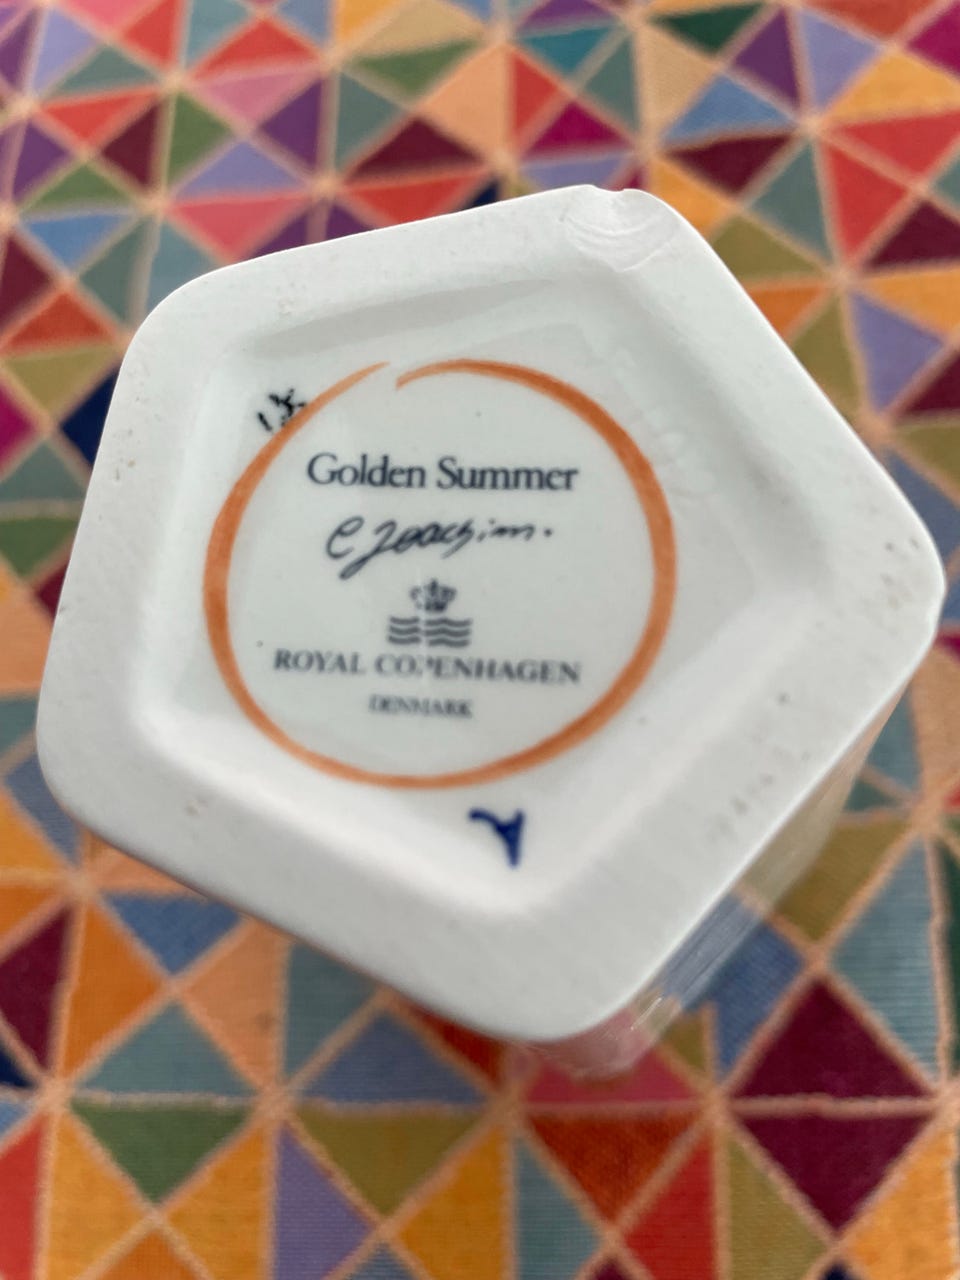 Golden Summer
C Joachim.
ROYAL COPENHAGEN
DENMARK